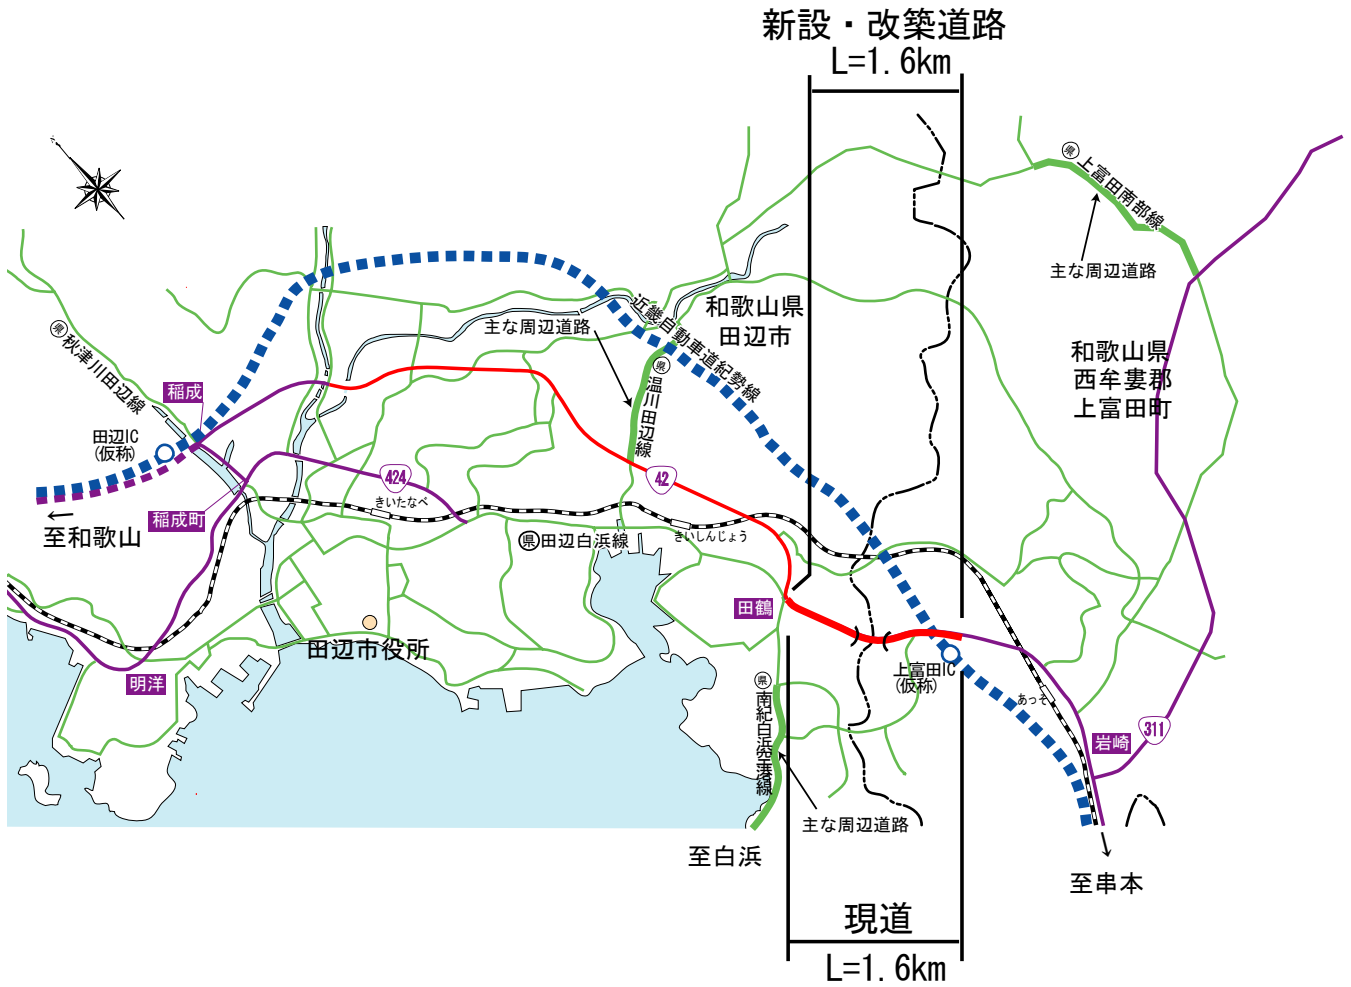 新設・改築道路
L=1.6km
県 上富田南部線
主な周辺道路
和歌山県
田辺市
近畿自動車道紀勢線
主な周辺道路
県 秋津川田辺線
和歌山県
西牟婁郡
上富田町
県 温川田辺線
稲成
田辺IC
(仮称)
424
42
きいたなべ
稲成町
至和歌山
県 田辺白浜線
きいしんじょう
田鶴
田辺市役所
明洋
上富田IC
(仮称)
県 南紀白浜空港線
あっそ
311
岩崎
主な周辺道路
至白浜
至串本
現道
L=1.6km